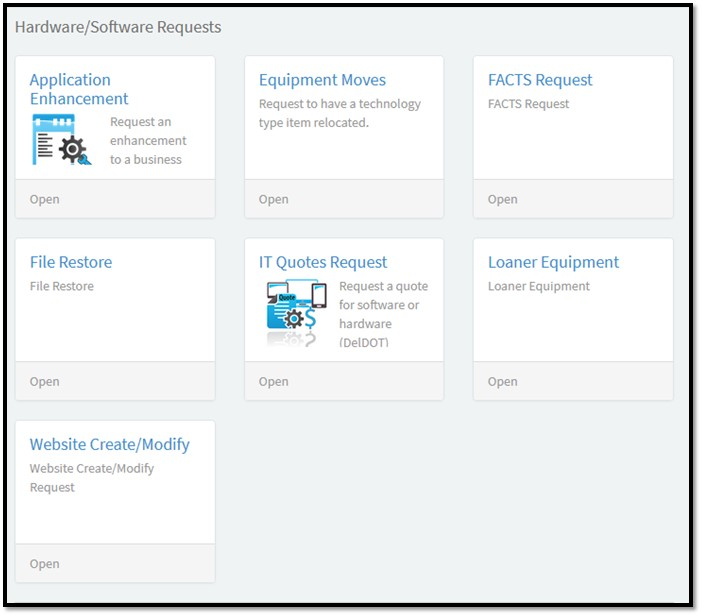 Hardware/Software Requests
Application
Enhancement
Request an
enhancement
to a business
Open
Equipment Moves
Request to have a technology
type item relocated.
Open
FACTS Request
FACTS Request
Open
File Restore
File Restore
Open
IT Quotes Request
Quote
$
Request a quote
for software or
hardware
(DelDOT)
Open
Loaner Equipment
Loaner Equipment
Open
Website Create/Modify
Website Create/Modify
Request
Open